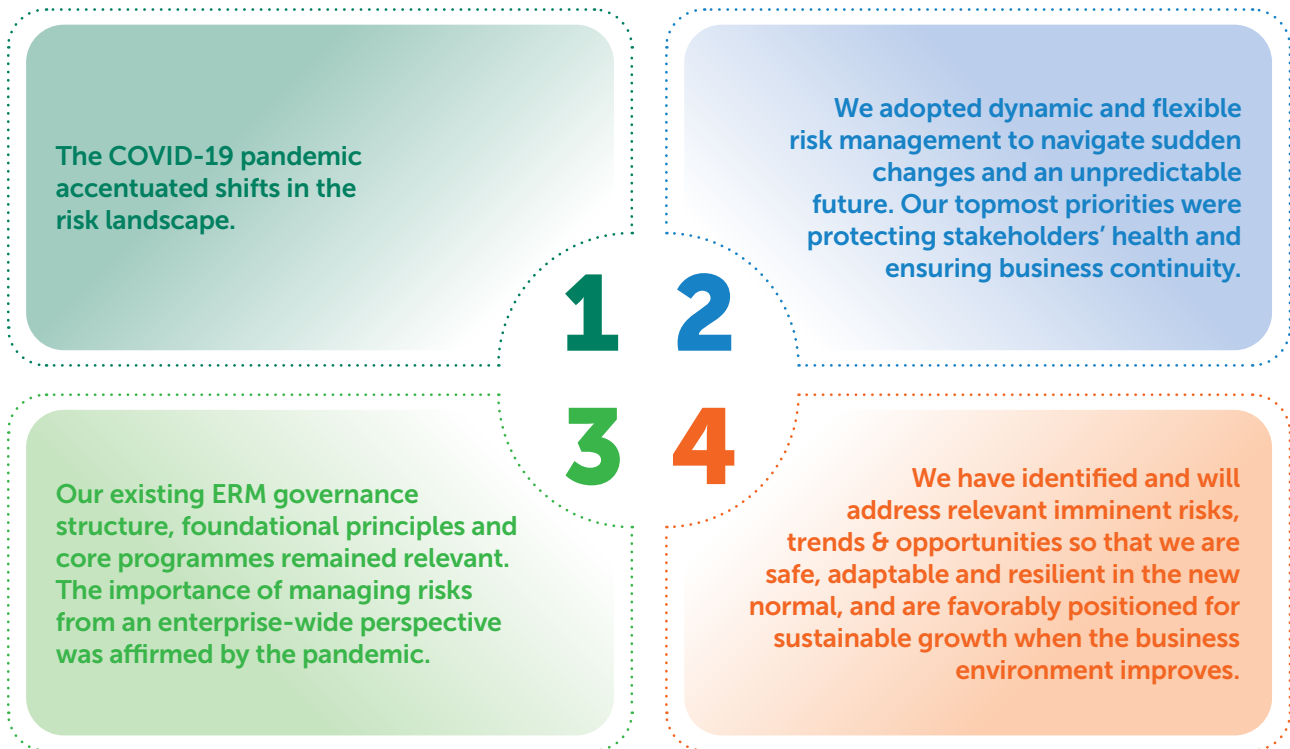 The COVID-19 pandemic
accentuated shifts in the
risk landscape.
1
We adopted dynamic and flexible
risk management to navigate sudden
changes and an unpredictable
future. Our topmost priorities were
protecting stakeholders’ health and
ensuring business continuity.
2
Our existing ERM governance
structure, foundational principles and
core programmes remained relevant.
The importance of managing risks
from an enterprise-wide perspective
was affirmed by the pandemic.
3
We have identified and will
address relevant imminent risks,
trends & opportunities so that we are
safe, adaptable and resilient in the new
normal, and are favorably positioned for
sustainable growth when the business
environment improves.
4